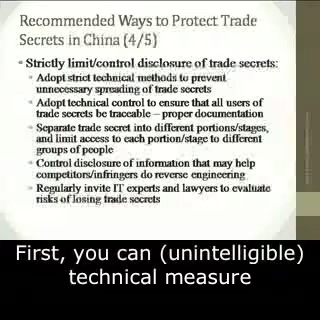 Recommended Ways to Protect Trade
Secrets in China (4/5)
• Strictly limit/control disclosure of trade secrets:
• Adopt strict technical methods to prevent
unnecessary spreading of trade secrets
• Adopt technical control to ensure that all users of
trade secrets be traceable – proper documentation
• Separate trade secret into different portions/stages,
and limit access to each portion/stage to different
groups of people
• Control disclosure of information that may help
competitors/infringers do reverse engineering
• Regularly invite IT experts and lawyers to evaluate
risks of losing trade secrets
First, you can (unintelligible)
technical measure